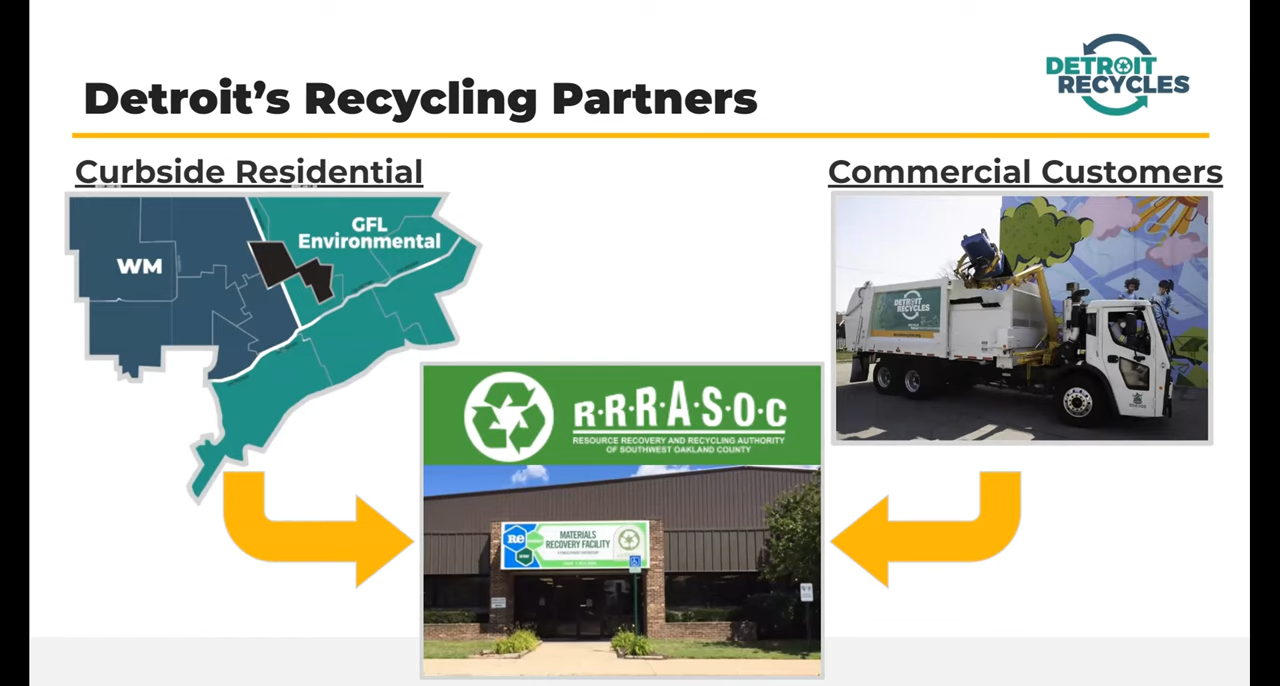 Detroit's Recycling Partners
DETROIT
RECYCLES
Curbside Residential
Commercial Customers
WM
GFL
Environmental
DETROIT
RECYCLES
R·R·R·A·S·O·C
RESOURCE RECOVERY AND RECYCLING AUTHORITY
OF SOUTHWEST OAKLAND COUNTY
Re
MATERIALS
RECOVERY FACILITY